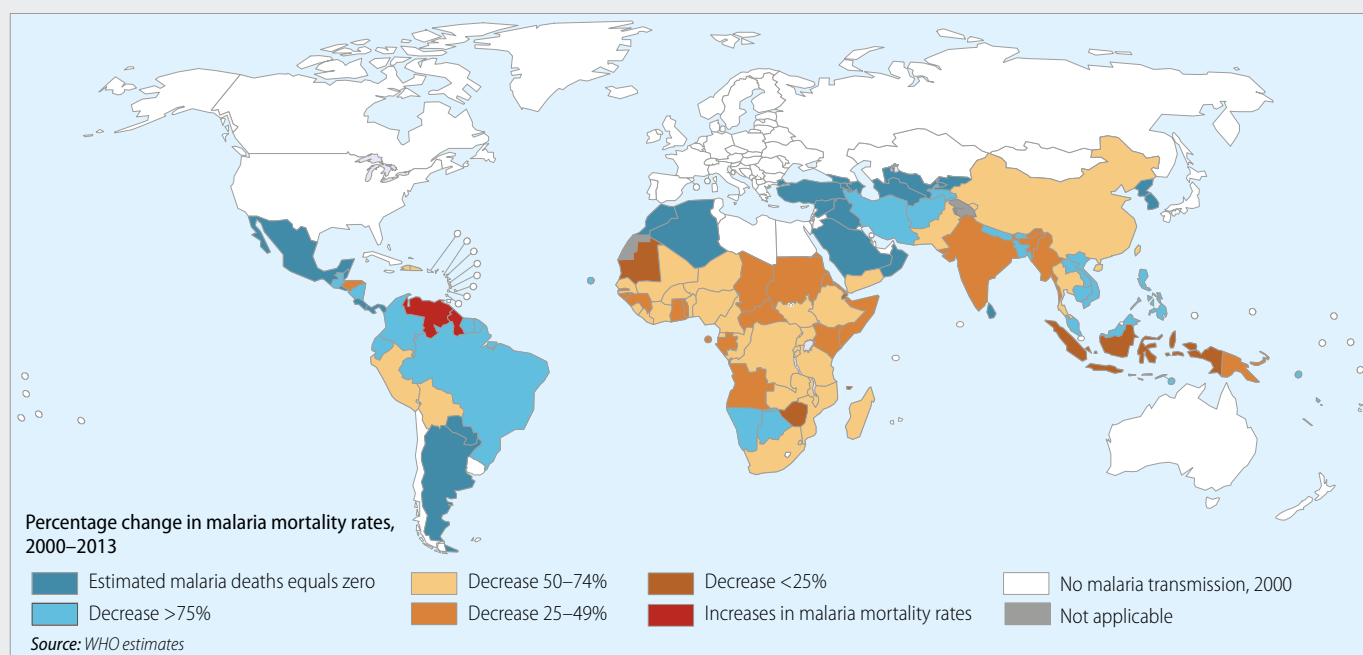 Percentage change in malaria mortality rates,
2000–2013
Estimated malaria deaths equals zero
Decrease >75%
Decrease 50–74%
Decrease 25–49%
Decrease <25%
Increases in malaria mortality rates
No malaria transmission, 2000
Not applicable
Source: WHO estimates